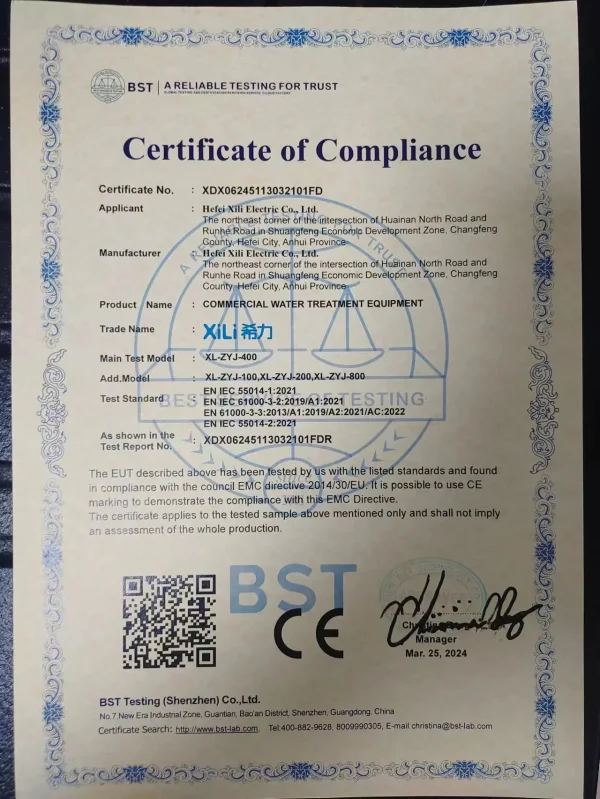 BST A RELIABLE TESTING FOR TRUST
Certificate of Compliance
Certificate No. : XDX06245113032101FD
Applicant : Hefei Xili Electric Co., Ltd.
The northeast corner of the intersection of Huainan North Road and
Runhe Road in Shuangfeng Economic Development Zone, Changfeng
County, Hefei City, Anhui Province
Manufacturer : Hefei Xili Electric Co., Ltd.
The northeast corner of the intersection of Huainan North Road and
Runhe Road in Shuangfeng Economic Development Zone, Changfeng
County, Hefei City, Anhui Province
Product Name : COMMERCIAL WATER TREATMENT EQUIPMENT
Trade Name : XiLi 希力
Main Test Model : XL-ZYJ-400
Add.Model : XL-ZYJ-100,XL-ZYJ-200,XL-ZYJ-800
Test Standard : EN IEC 55014-1:2021
EN IEC 61000-3-2:2019/A1:2021
EN 61000-3-3:2013/A1:2019/A2:2021/AC:2022
EN IEC 55014-2:2021
As shown in the
Test Report No. : XDX06245113032101FDR
The EUT described above has been tested by us with the listed standards and found
in compliance with the council EMC directive 2014/30/EU. It is possible to use CE
marking to demonstrate the compliance with this EMC Directive.
The certificate applies to the tested sample above mentioned only and shall not imply
an assessment of the whole production.
BST
CE
Manager
Mar. 25, 2024
BST Testing (Shenzhen) Co.,Ltd.
No.7,New Era Industrial Zone, Guantian, Bao'an District, Shenzhen, Guangdong, China
Certificate Search: http://www.bst-lab.com Tel:400-882-9628, 8009990305, E-mail:christina@bst-lab.com